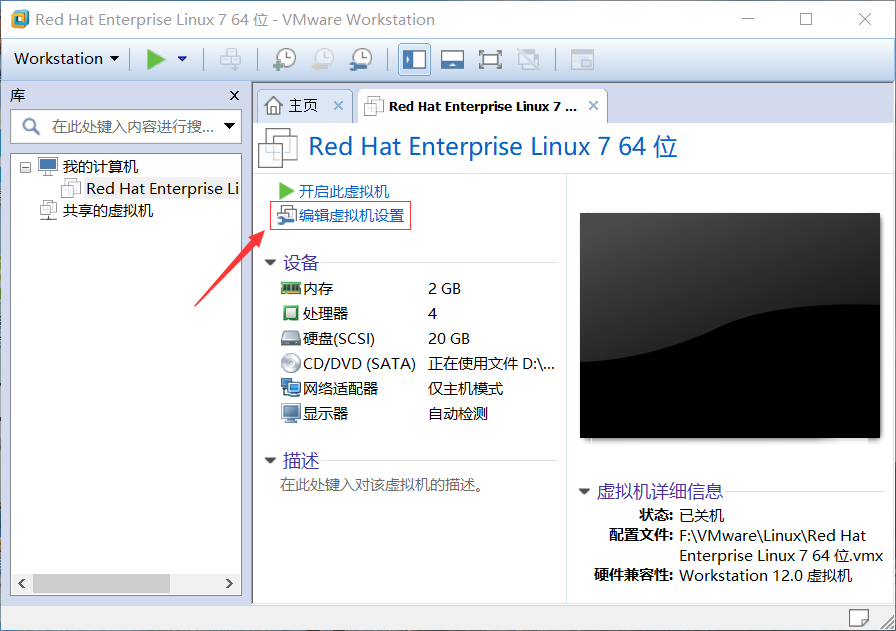 Red Hat Enterprise Linux 7 64 位 - VMware Workstation
Workstation
库
在此处键入内容进行搜...
我的计算机
Red Hat Enterprise Li
共享的虚拟机
主页
Red Hat Enterprise Linux 7 ...
Red Hat Enterprise Linux 7 64 位
开启此虚拟机
编辑虚拟机设置
设备
内存 2 GB
处理器 4
硬盘(SCSI) 20 GB
CD/DVD (SATA) 正在使用文件 D:\...
网络适配器 仅主机模式
显示器 自动检测
描述
在此处键入对该虚拟机的描述。
虚拟机详细信息
状态: 已关机
配置文件: F:\VMware\Linux\Red Hat
Enterprise Linux 7 64 位.vmx
硬件兼容性: Workstation 12.0 虚拟机